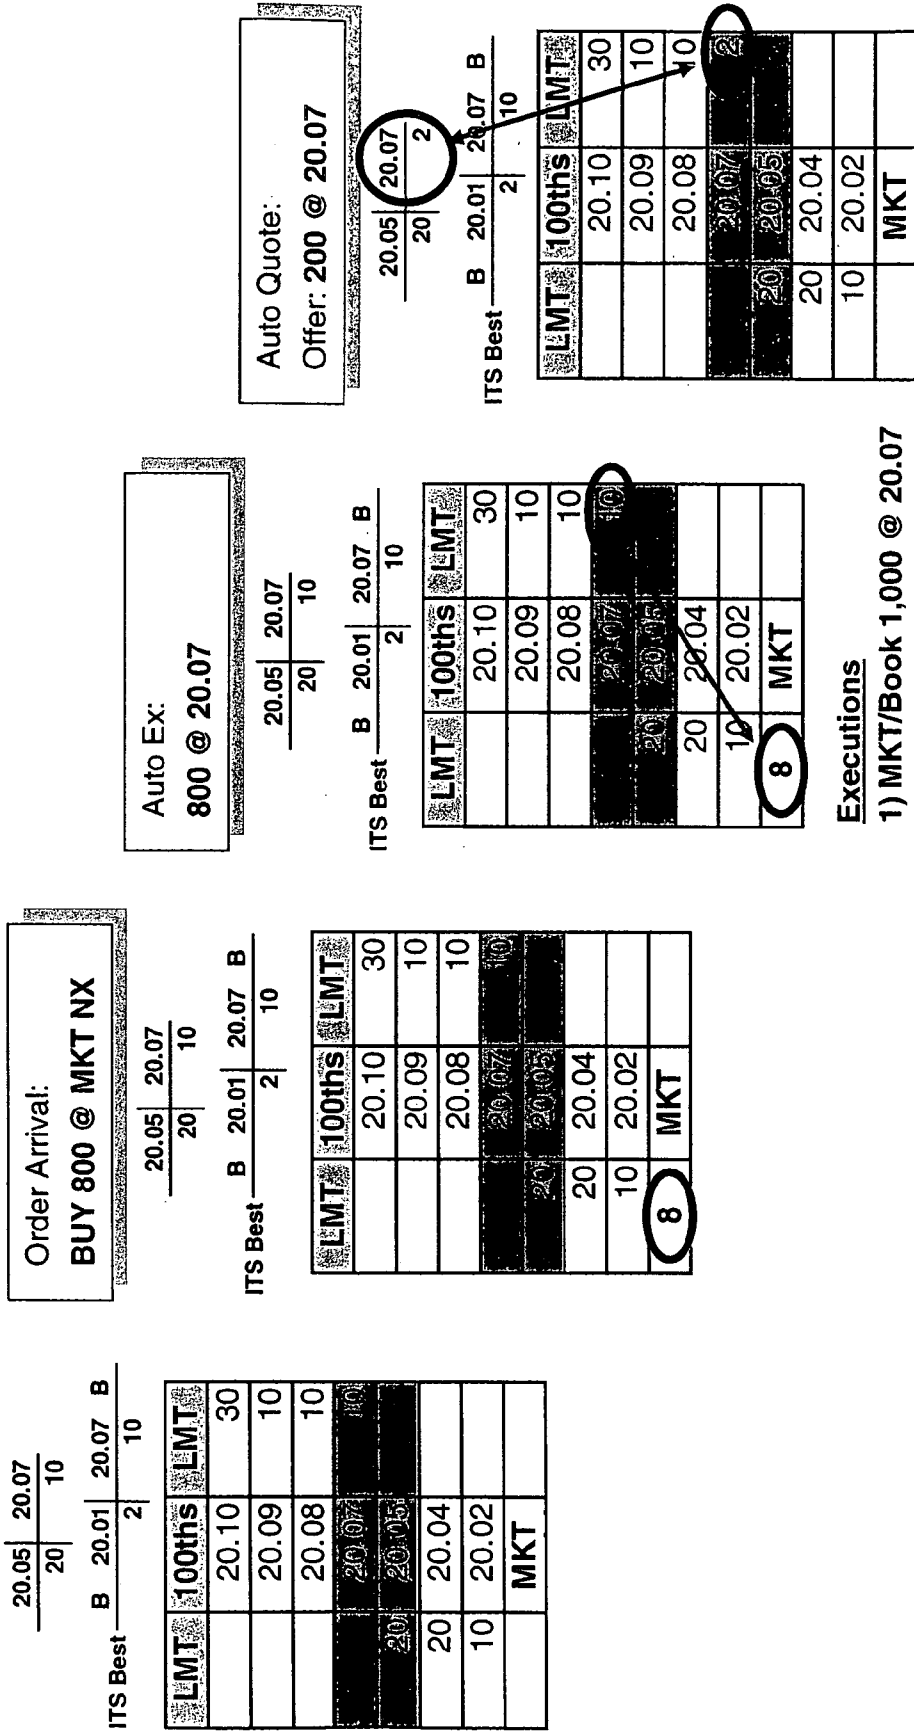 20.05 20.07
20 10
B 20.01 20.07 B
ITS Best
2 10
LMT 100ths LMT
20.10 30
20.09 10
20.08 10
20.07 10
20 20.05
20 20.04
10 20.02
MKT
Order Arrival:
BUY 800 @ MKT NX
20.05 20.07
20 10
B 20.01 20.07 B
ITS Best
2 10
LMT 100ths LMT
20.10 30
20.09 10
20.08 10
20.07 10
20 20.05
20 20.04
10 20.02
8 MKT
Auto Ex:
800 @ 20.07
20.05 20.07
20 10
B 20.01 20.07 B
ITS Best
2 10
LMT 100ths LMT
20.10 30
20.09 10
20.08 10
20.07 10
20 20.05
20 20.04
10 20.02
8 MKT
Executions
1) MKT/Book 1,000 @ 20.07
Auto Quote:
Offer: 200 @ 20.07
20.05 20.07
20 2
B 20.01 20.07 B
ITS Best
2 10
LMT 100ths LMT
20.10 30
20.09 10
20.08 10
20.07 2
20 20.05
20 20.04
10 20.02
MKT